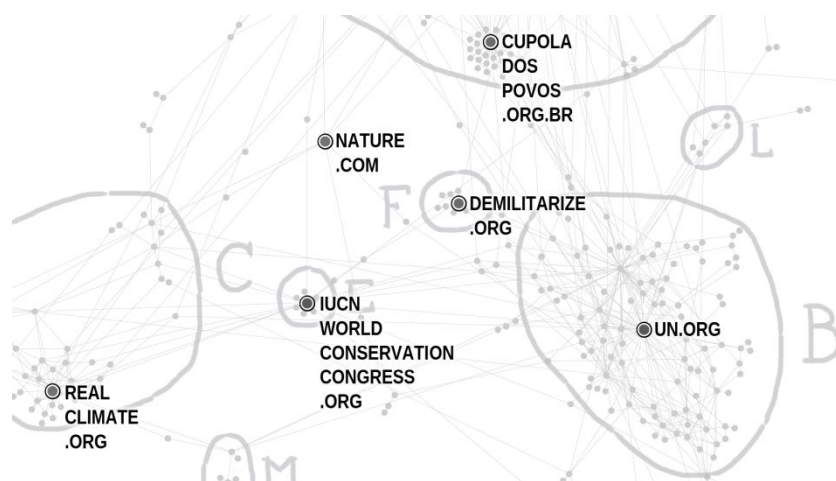 CUPOLA
DOS
POVOS
.ORG.BR
NATURE
.COM
L
F
DEMILITARIZE
.ORG
C
E
IUCN
WORLD
CONSERVATION
CONGRESS
.ORG
UN.ORG
B
REAL
CLIMATE
.ORG
M